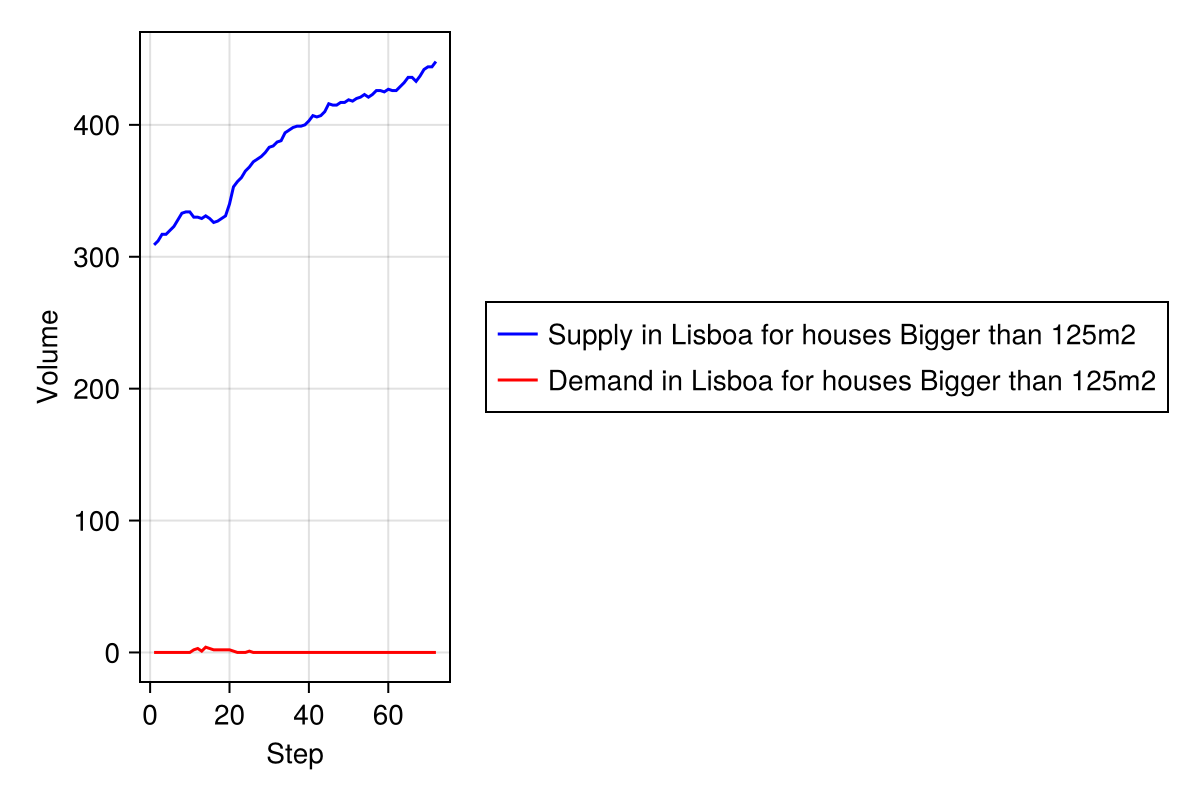 400
300
200
100
0
Volume
0 20 40 60
Step
Supply in Lisboa for houses Bigger than 125m2
Demand in Lisboa for houses Bigger than 125m2